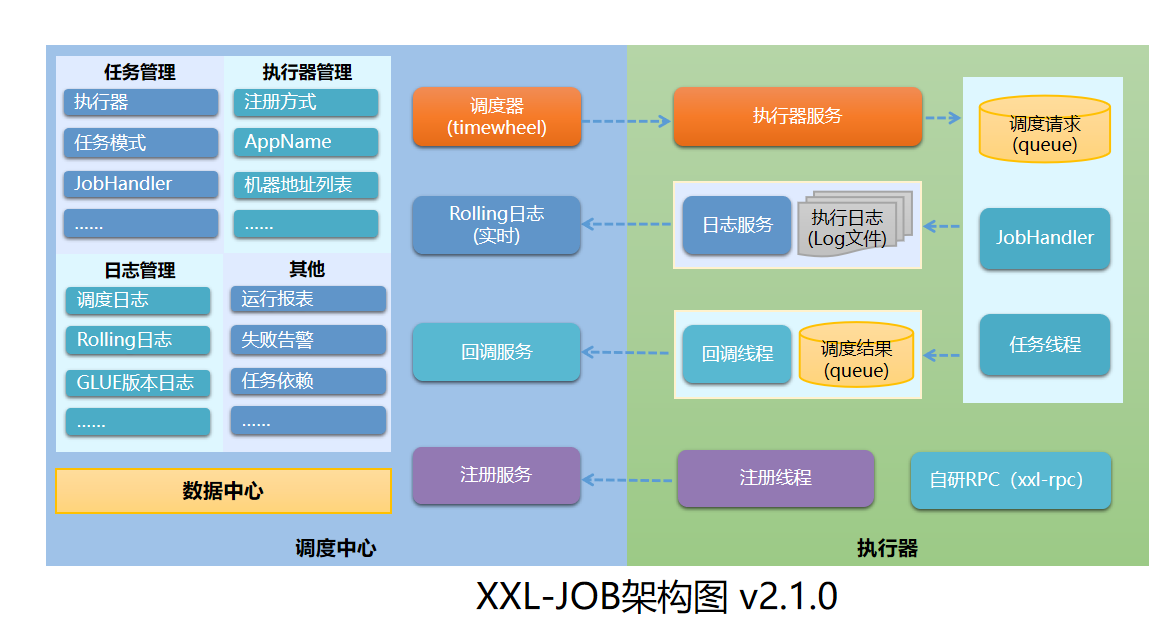 任务管理
执行器
任务模式
JobHandler
......
执行器管理
注册方式
AppName
机器地址列表
......
日志管理
调度日志
Rolling日志
GLUE版本日志
......
其他
运行报表
失败告警
任务依赖
......
数据中心
调度器
(timewheel)
Rolling日志
(实时)
回调服务
注册服务
调度中心
执行器服务
日志服务
执行日志
(Log文件)
回调线程
调度结果
(queue)
注册线程
调度请求
(queue)
JobHandler
任务线程
自研RPC（xxl-rpc）
执行器
XXL-JOB架构图 v2.1.0